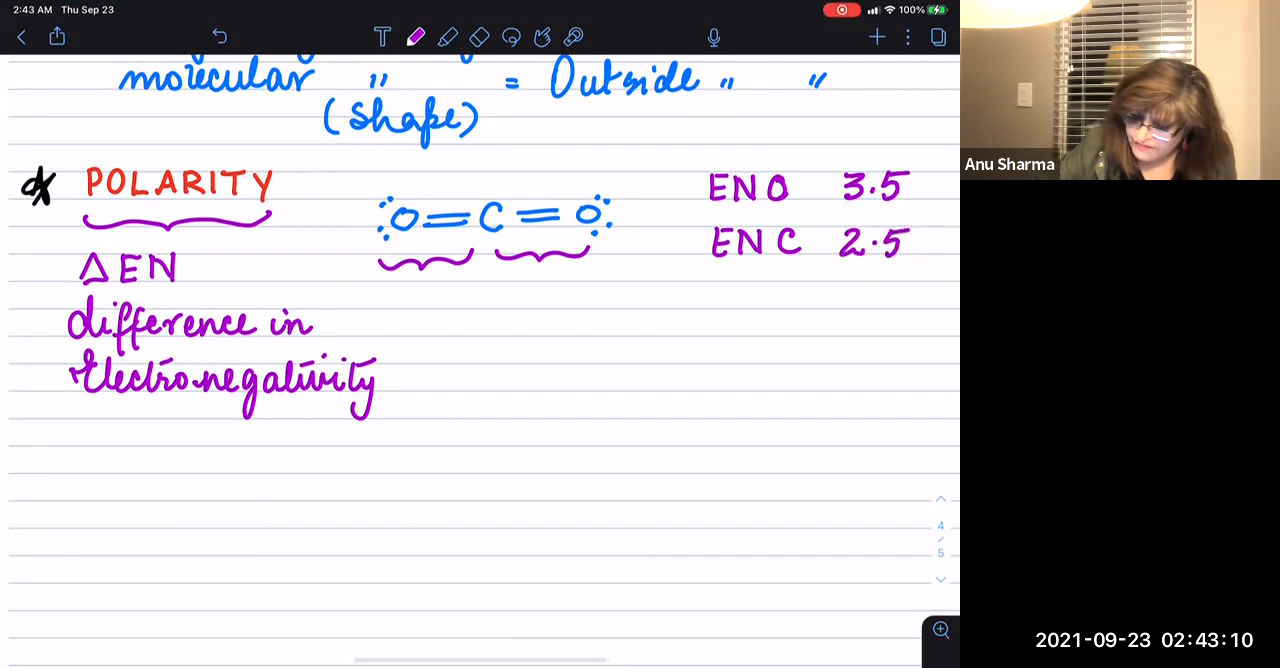 2:43 AM Thu Sep 23
100%
T
molecular " = Outside " "
(shape)
* POLARITY
:O=C=O:
EN O 3.5
EN C 2.5
Δ EN
difference in
Electronegativity
4
5
Anu Sharma
2021-09-23 02:43:10